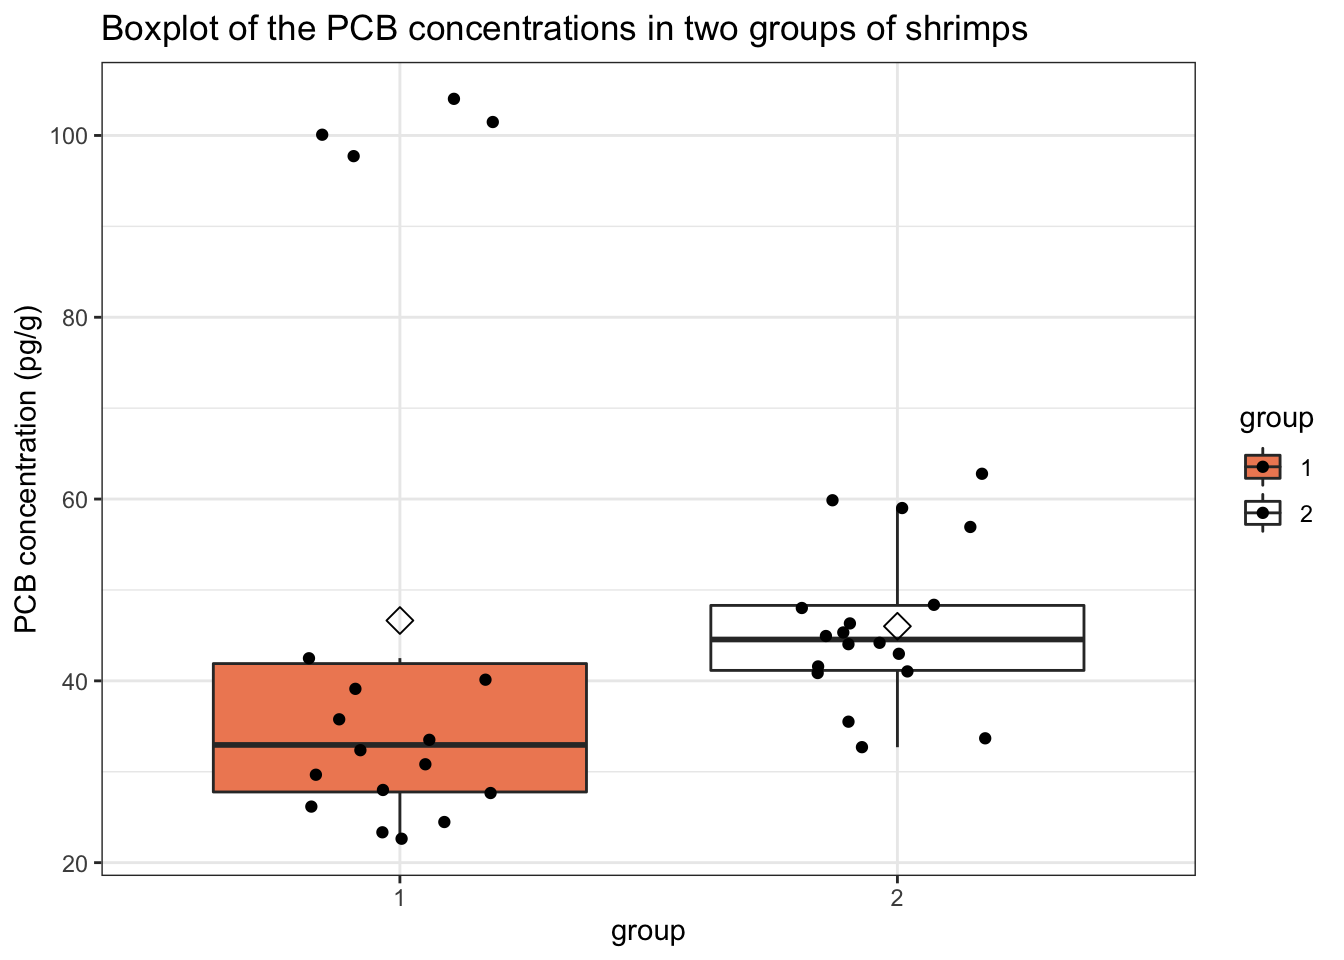 Boxplot of the PCB concentrations in two groups of shrimps
PCB concentration (pg/g)
100
80
60
40
20
1
2
group
group
1
2